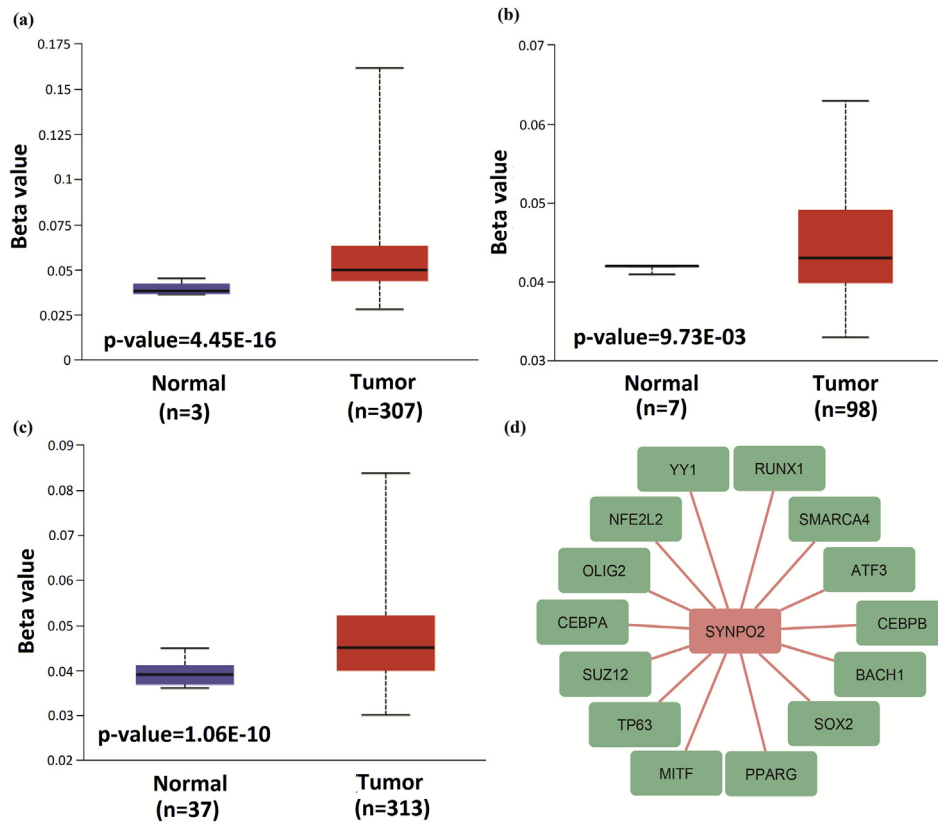 (a)
Beta value
0.175
0.15
0.125
0.1
0.075
0.050
0.025
0
p-value=4.45E-16
Normal
(n=3)
Tumor
(n=307)
(b)
Beta value
0.07
0.06
0.05
0.04
0.03
p-value=9.73E-03
Normal
(n=7)
Tumor
(n=98)
(c)
Beta value
0.09
0.08
0.07
0.06
0.05
0.04
0.03
0.02
p-value=1.06E-10
Normal
(n=37)
Tumor
(n=313)
(d)
YY1
RUNX1
NFE2L2
SMARCA4
OLIG2
ATF3
CEBPA
SYNPO2
CEBPB
SUZ12
BACH1
TP63
SOX2
MITF
PPARG